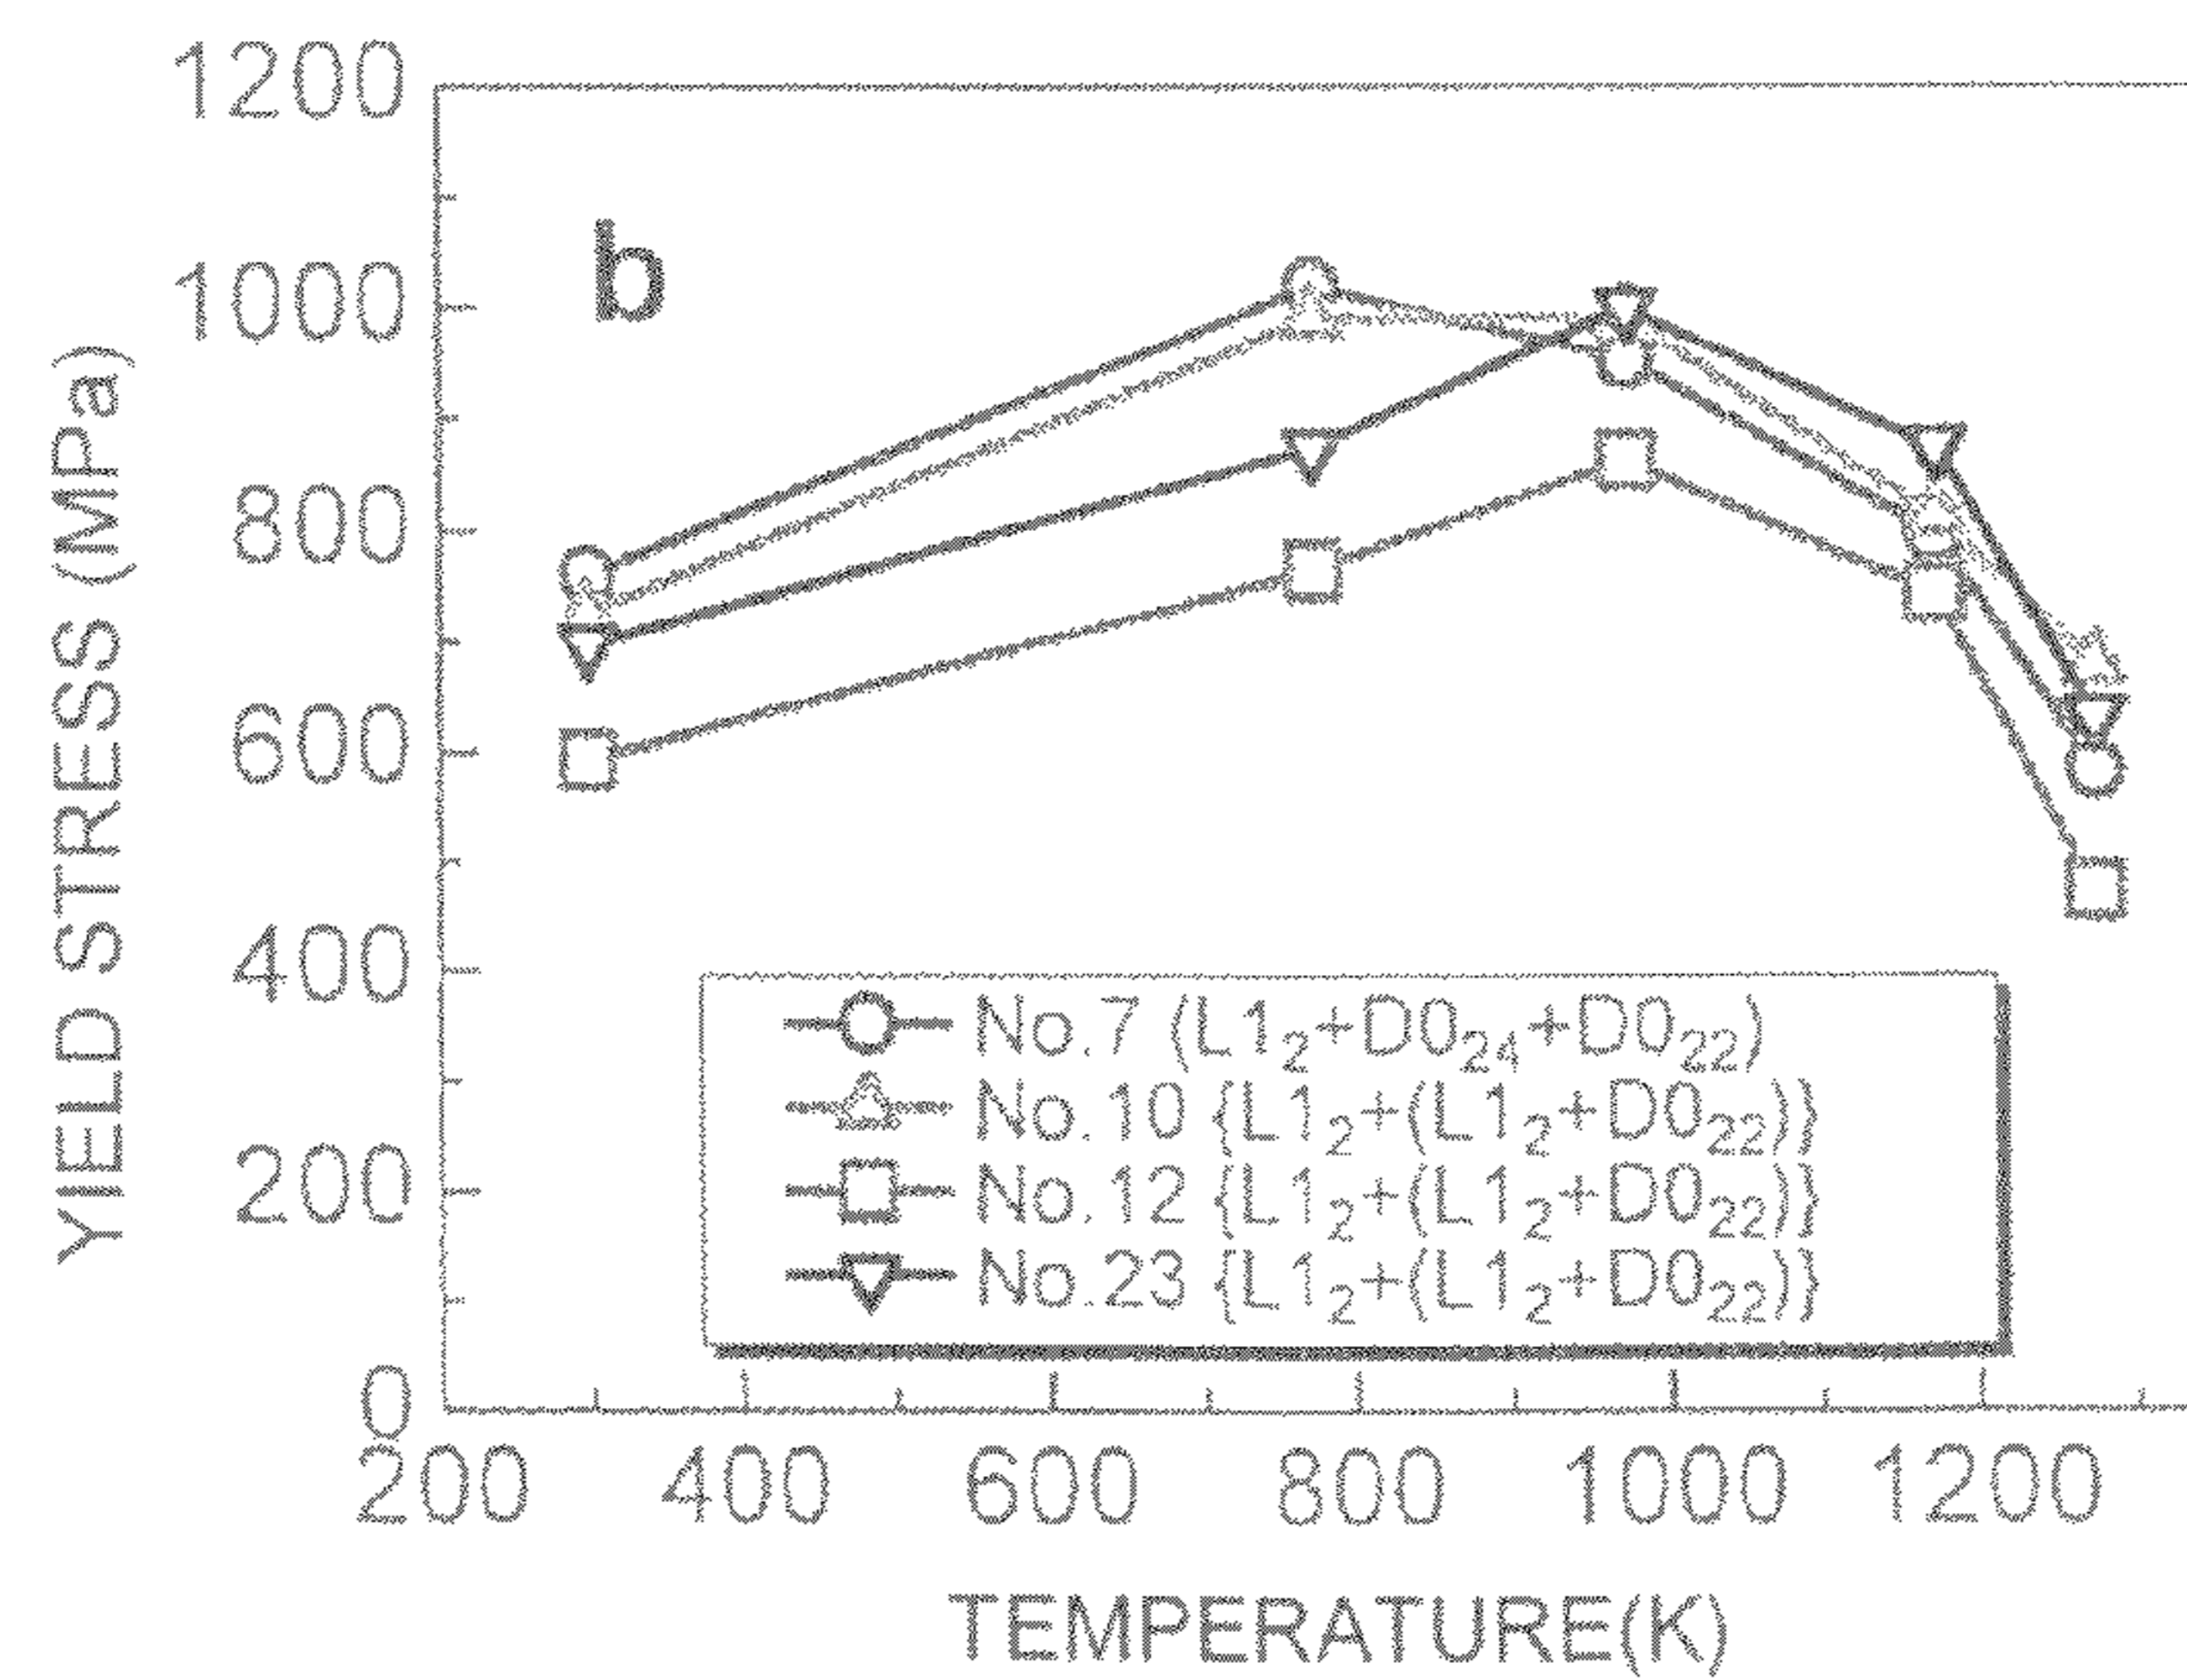 YIELD STRESS (MPa)
1200
1000
800
600
400
200
0
b
No.7 (L1₂+D0₂₄+D0₂₂)
No.10 {L1₂+(L1₂+D0₂₂)}
No.12 {L1₂+(L1₂+D0₂₂)}
No.23 {L1₂+(L1₂+D0₂₂)}
200 400 600 800 1000 1200
TEMPERATURE(K)